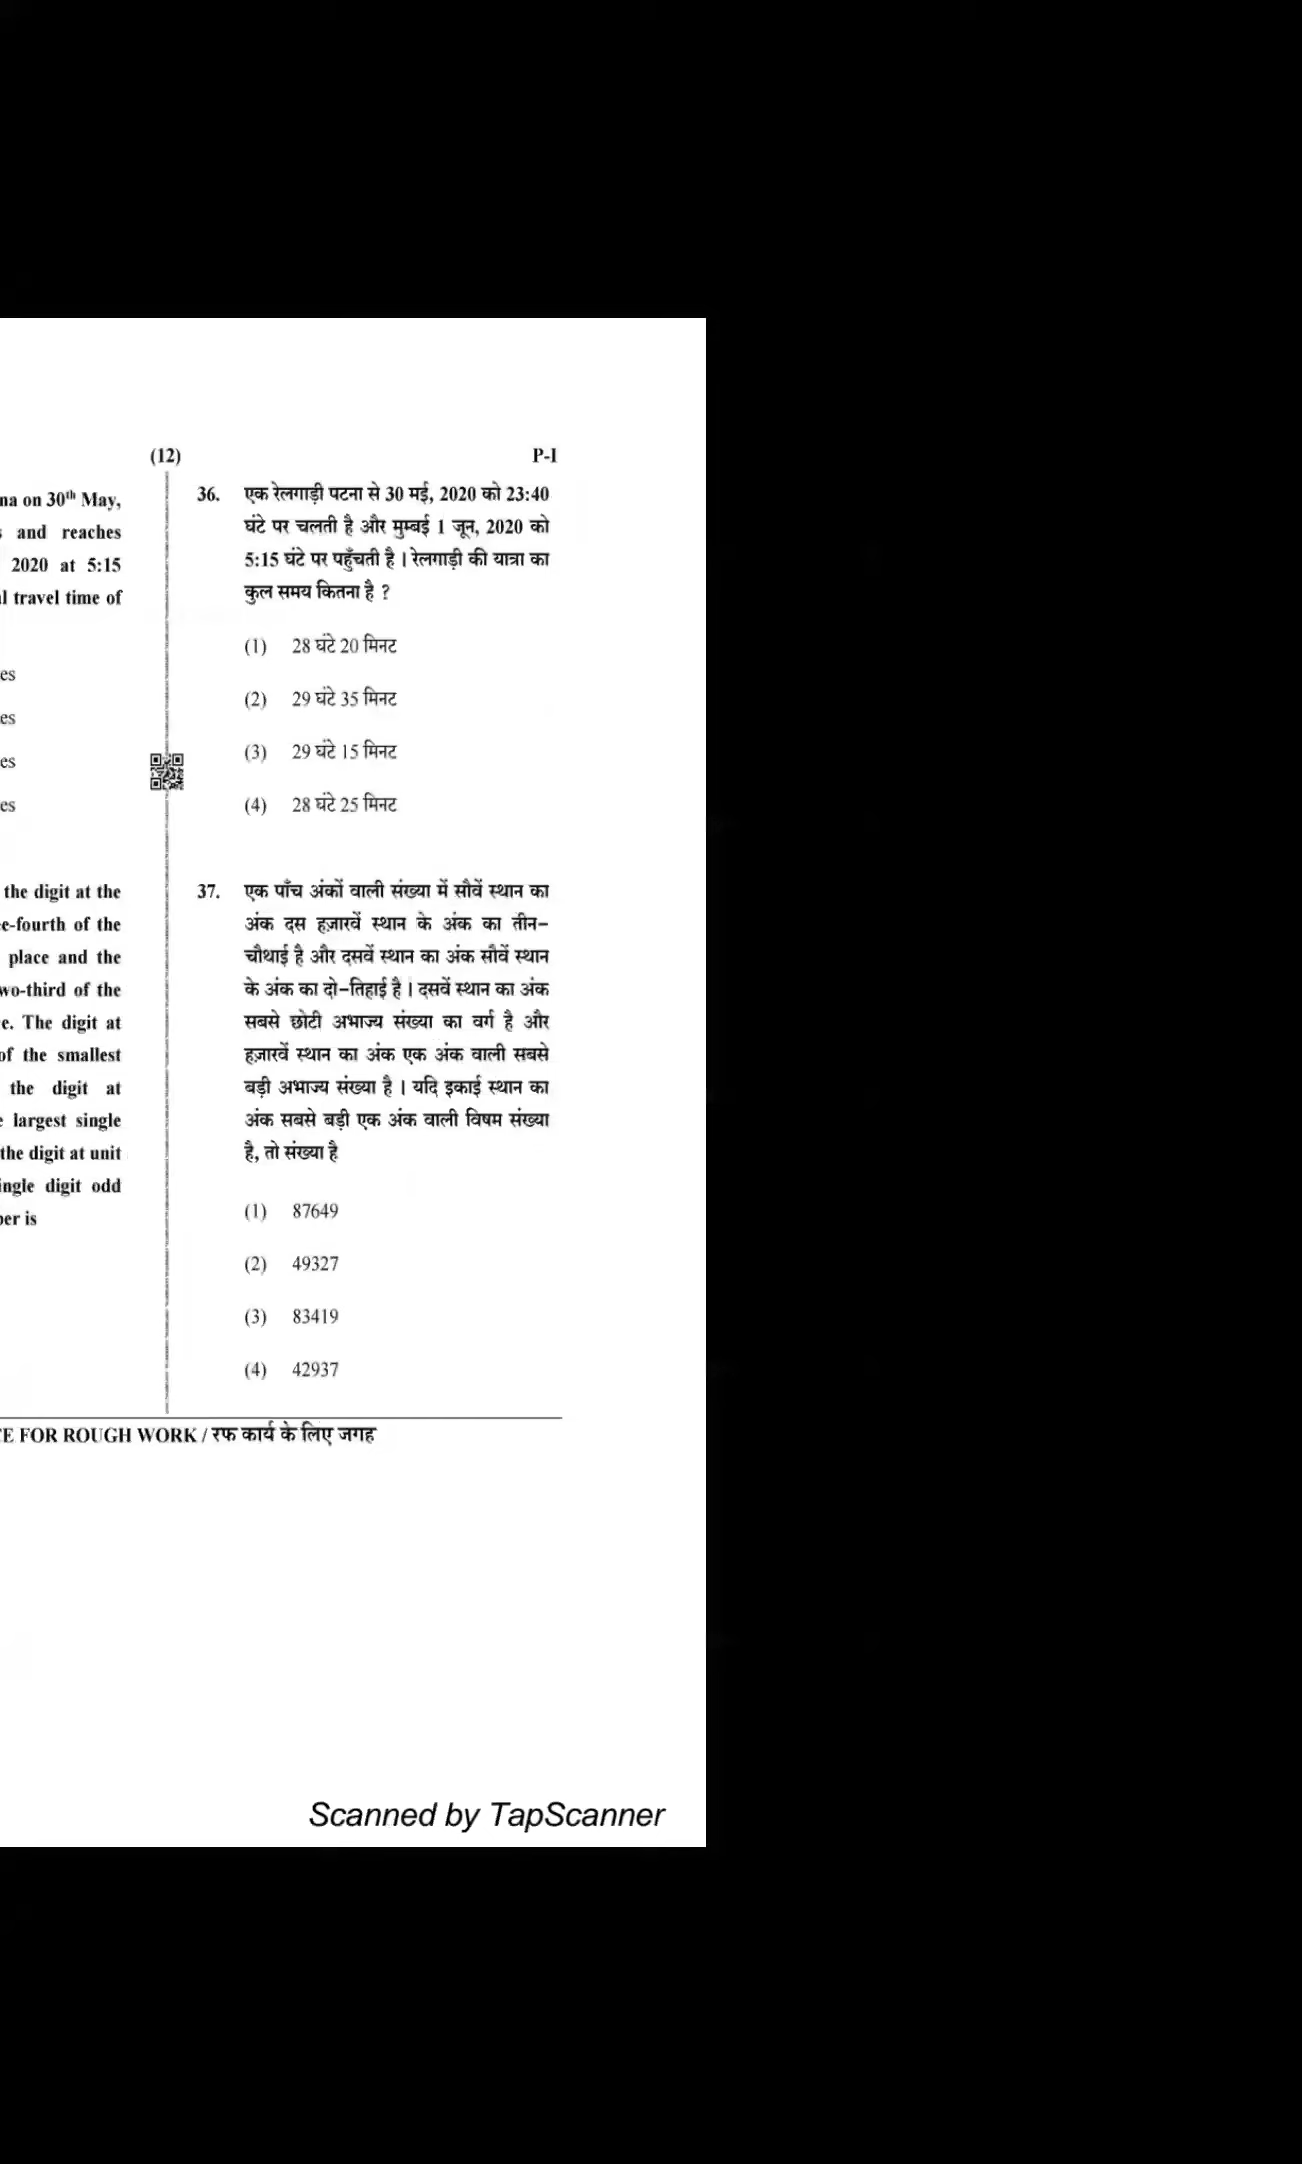 (12)
P-I
na on 30th May,
s and reaches
2020 at 5:15
l travel time of
es
es
es
es
the digit at the
e-fourth of the
place and the
wo-third of the
e. The digit at
of the smallest
the digit at
e largest single
the digit at unit
ingle digit odd
ber is
36. एक रेलगाड़ी पटना से 30 मई, 2020 को 23:40
घंटे पर चलती है और मुम्बई 1 जून, 2020 को
5:15 घंटे पर पहुँचती है । रेलगाड़ी की यात्रा का
कुल समय कितना है ?
(1) 28 घंटे 20 मिनट
(2) 29 घंटे 35 मिनट
(3) 29 घंटे 15 मिनट
(4) 28 घंटे 25 मिनट
37. एक पाँच अंकों वाली संख्या में सौवें स्थान का
अंक दस हज़ारवें स्थान के अंक का तीन-
चौथाई है और दसवें स्थान का अंक सौवें स्थान
के अंक का दो-तिहाई है । दसवें स्थान का अंक
सबसे छोटी अभाज्य संख्या का वर्ग है और
हज़ारवें स्थान का अंक एक अंक वाली सबसे
बड़ी अभाज्य संख्या है । यदि इकाई स्थान का
अंक सबसे बड़ी एक अंक वाली विषम संख्या
है, तो संख्या है
(1) 87649
(2) 49327
(3) 83419
(4) 42937
CE FOR ROUGH WORK / रफ कार्य के लिए जगह
Scanned by TapScanner